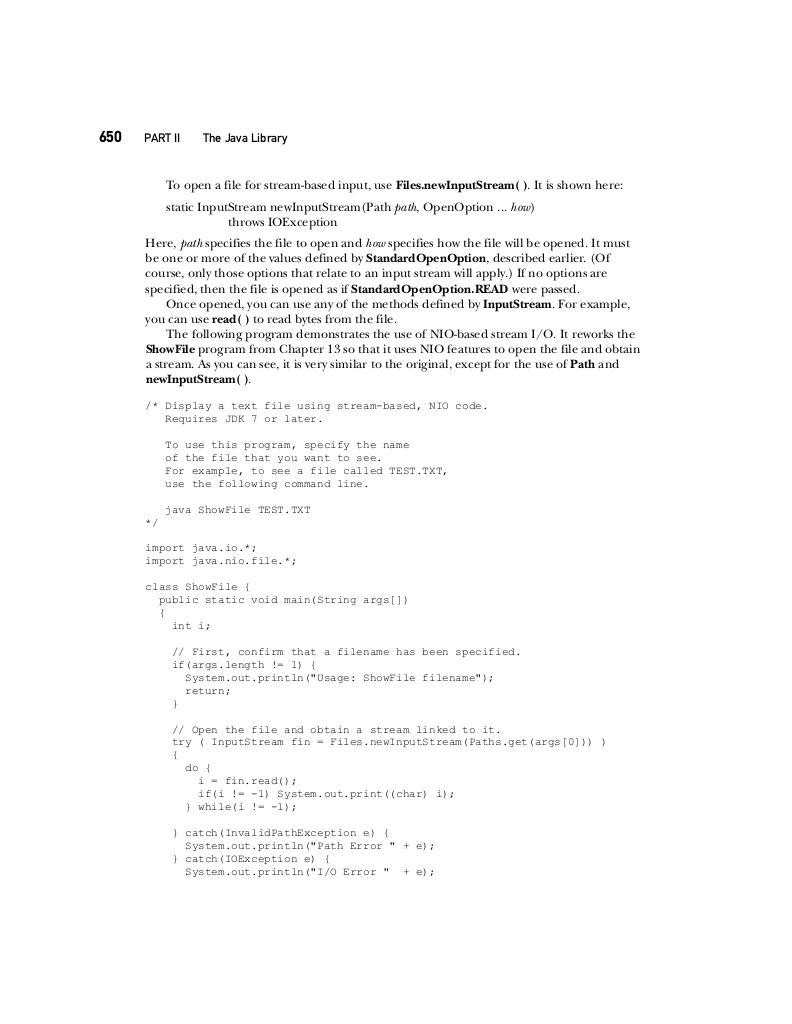 650 PART II The Java Library
To open a file for stream-based input, use Files.newInputStream( ). It is shown here:
static InputStream newInputStream(Path path, OpenOption ... how)
throws IOException
Here, path specifies the file to open and how specifies how the file will be opened. It must
be one or more of the values defined by StandardOpenOption, described earlier. (Of
course, only those options that relate to an input stream will apply.) If no options are
specified, then the file is opened as if StandardOpenOption.READ were passed.
Once opened, you can use any of the methods defined by InputStream. For example,
you can use read( ) to read bytes from the file.
The following program demonstrates the use of NIO-based stream I/O. It reworks the
ShowFile program from Chapter 13 so that it uses NIO features to open the file and obtain
a stream. As you can see, it is very similar to the original, except for the use of Path and
newInputStream( ).
/* Display a text file using stream-based, NIO code.
   Requires JDK 7 or later.

   To use this program, specify the name
   of the file that you want to see.
   For example, to see a file called TEST.TXT,
   use the following command line.

   java ShowFile TEST.TXT
*/

import java.io.*;
import java.nio.file.*;

class ShowFile {
  public static void main(String args[])
  {
    int i;

    // First, confirm that a filename has been specified.
    if(args.length != 1) {
      System.out.println("Usage: ShowFile filename");
      return;
    }

    // Open the file and obtain a stream linked to it.
    try ( InputStream fin = Files.newInputStream(Paths.get(args[0])) )
    {
      do {
        i = fin.read();
        if(i != -1) System.out.print((char) i);
      } while(i != -1);

    } catch(InvalidPathException e) {
      System.out.println("Path Error " + e);
    } catch(IOException e) {
      System.out.println("I/O Error "  + e);